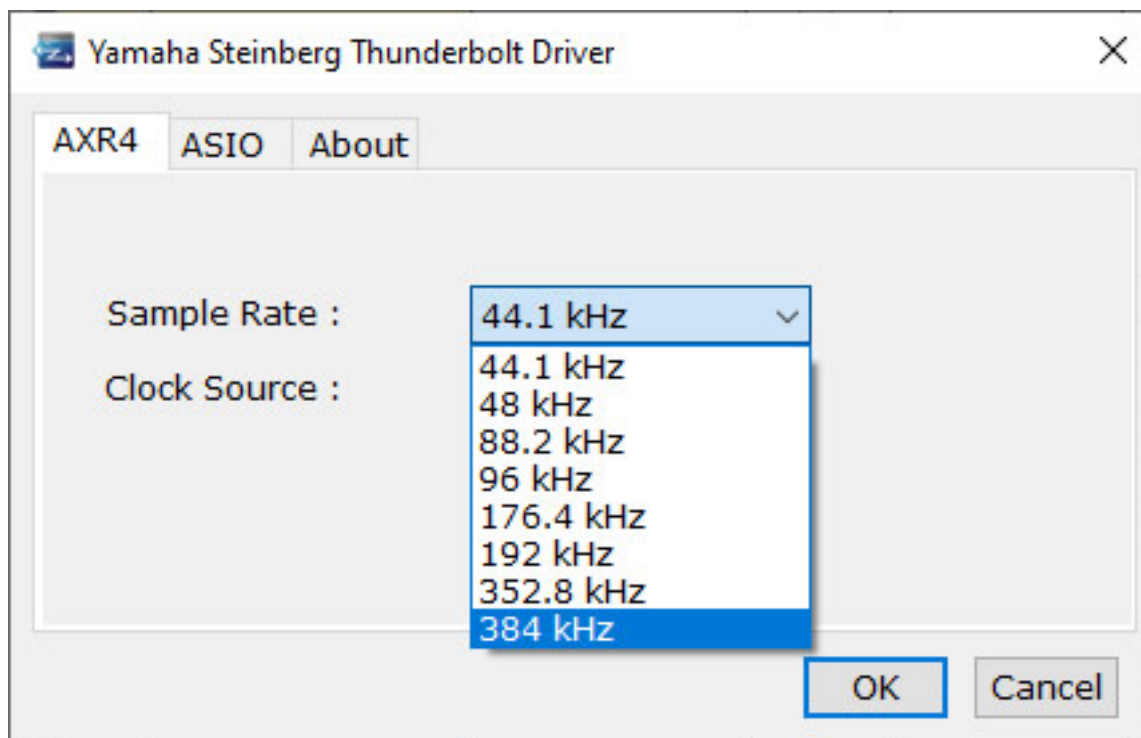 Yamaha Steinberg Thunderbolt Driver
AXR4 ASIO About
Sample Rate : 44.1 kHz
44.1 kHz
48 kHz
Clock Source :
88.2 kHz
96 kHz
176.4 kHz
192 kHz
352.8 kHz
384 kHz
OK Cancel